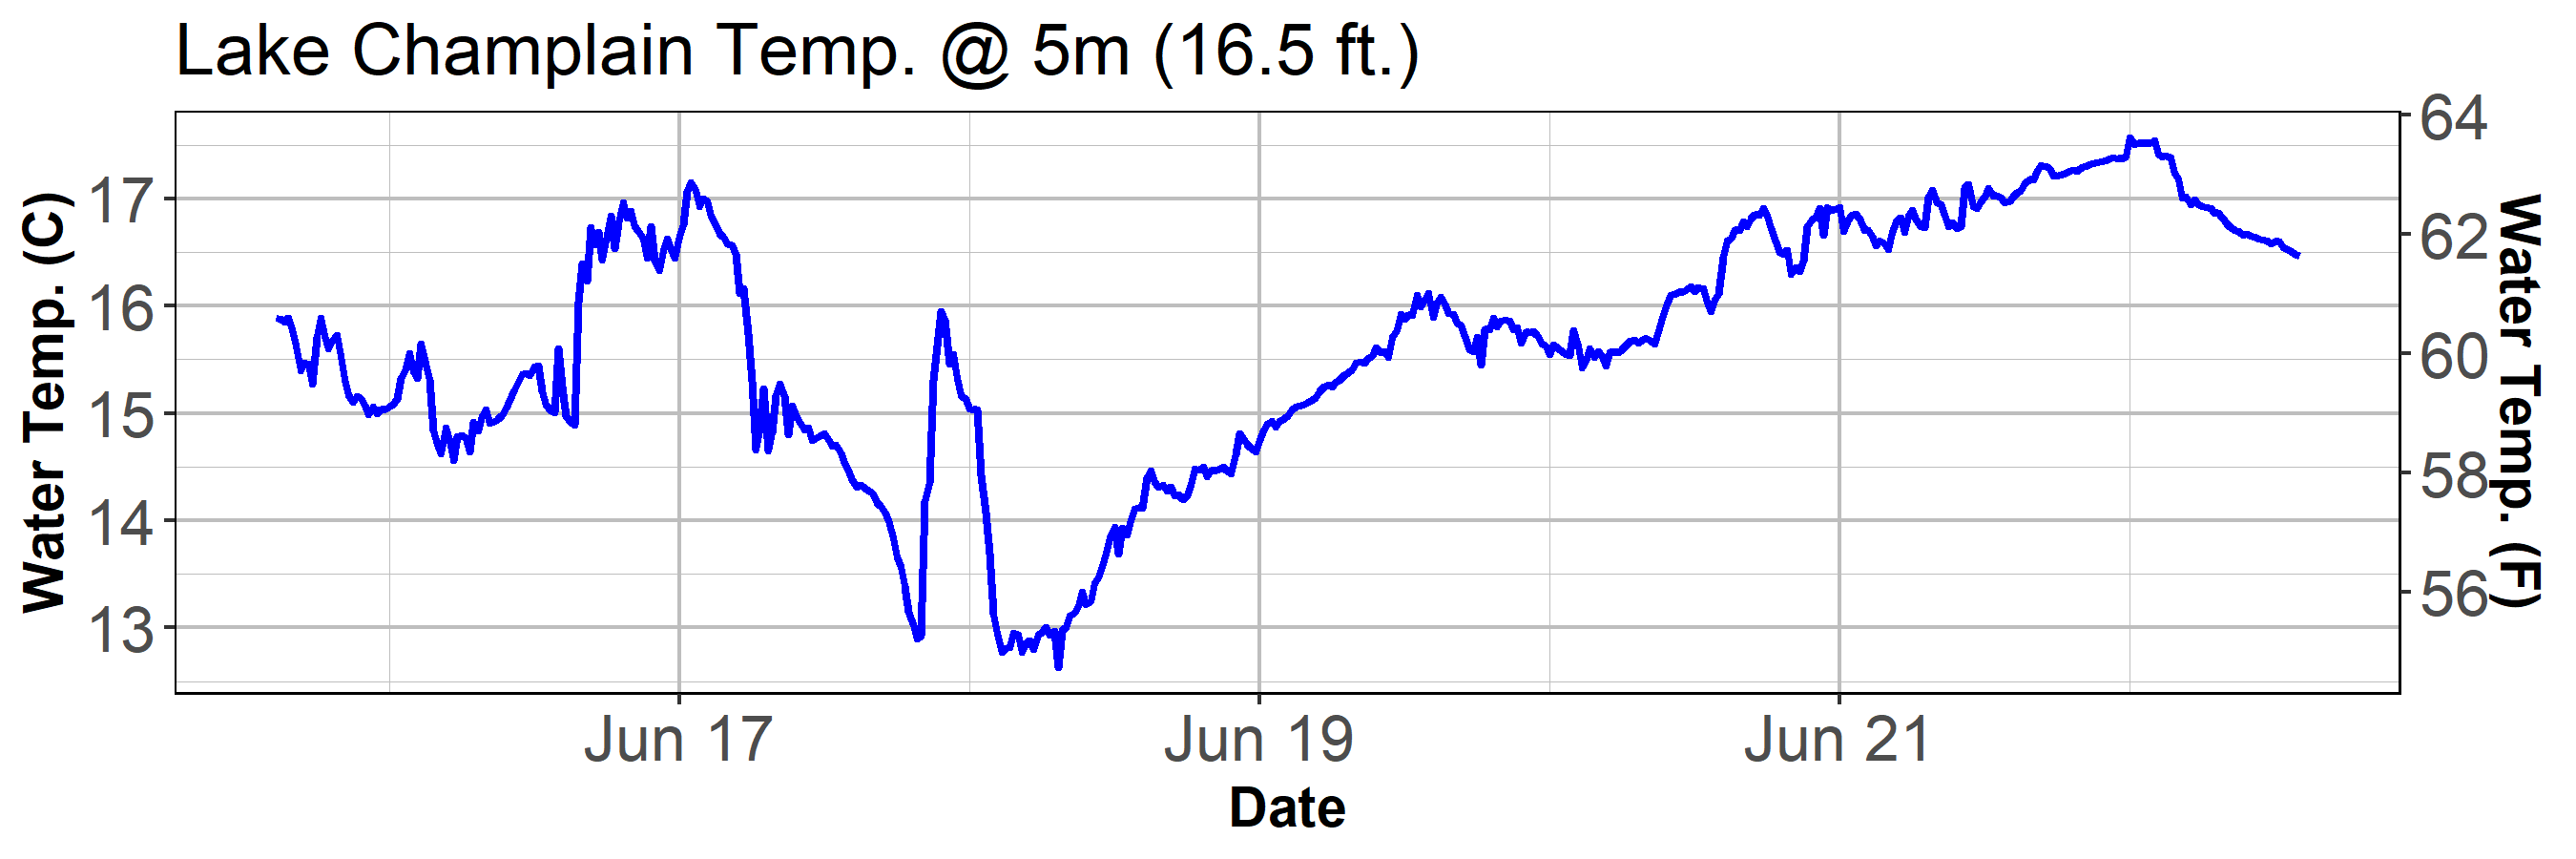 Lake Champlain Temp. @ 5m (16.5 ft.)
Water Temp. (C)
17
16
15
14
13
64
62
60
58
56
Water Temp. (F)
Jun 17
Jun 19
Jun 21
Date